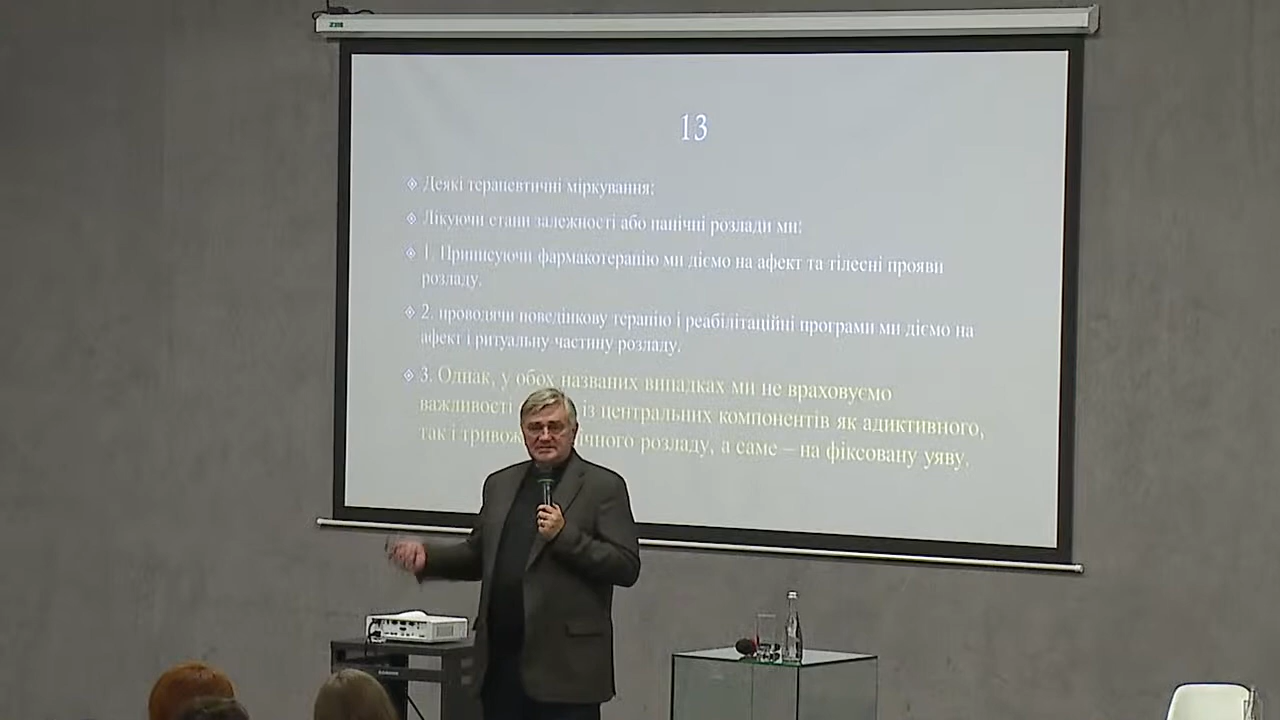 13
Деякі терапевтичні міркування:
Лікуючи стани залежності або панічні розлади ми:
1. Приписуючи фармакотерапію ми діємо на афект та тілесні прояви
розладу.
2. проводячи поведінкову терапію і реабілітаційні програми ми діємо на
афект і ритуальну частину розладу.
3. Однак, у обох названих випадках ми не враховуємо
важливості із центральних компонентів як адиктивного,
так і розладу, а саме – на фіксовану уяву.